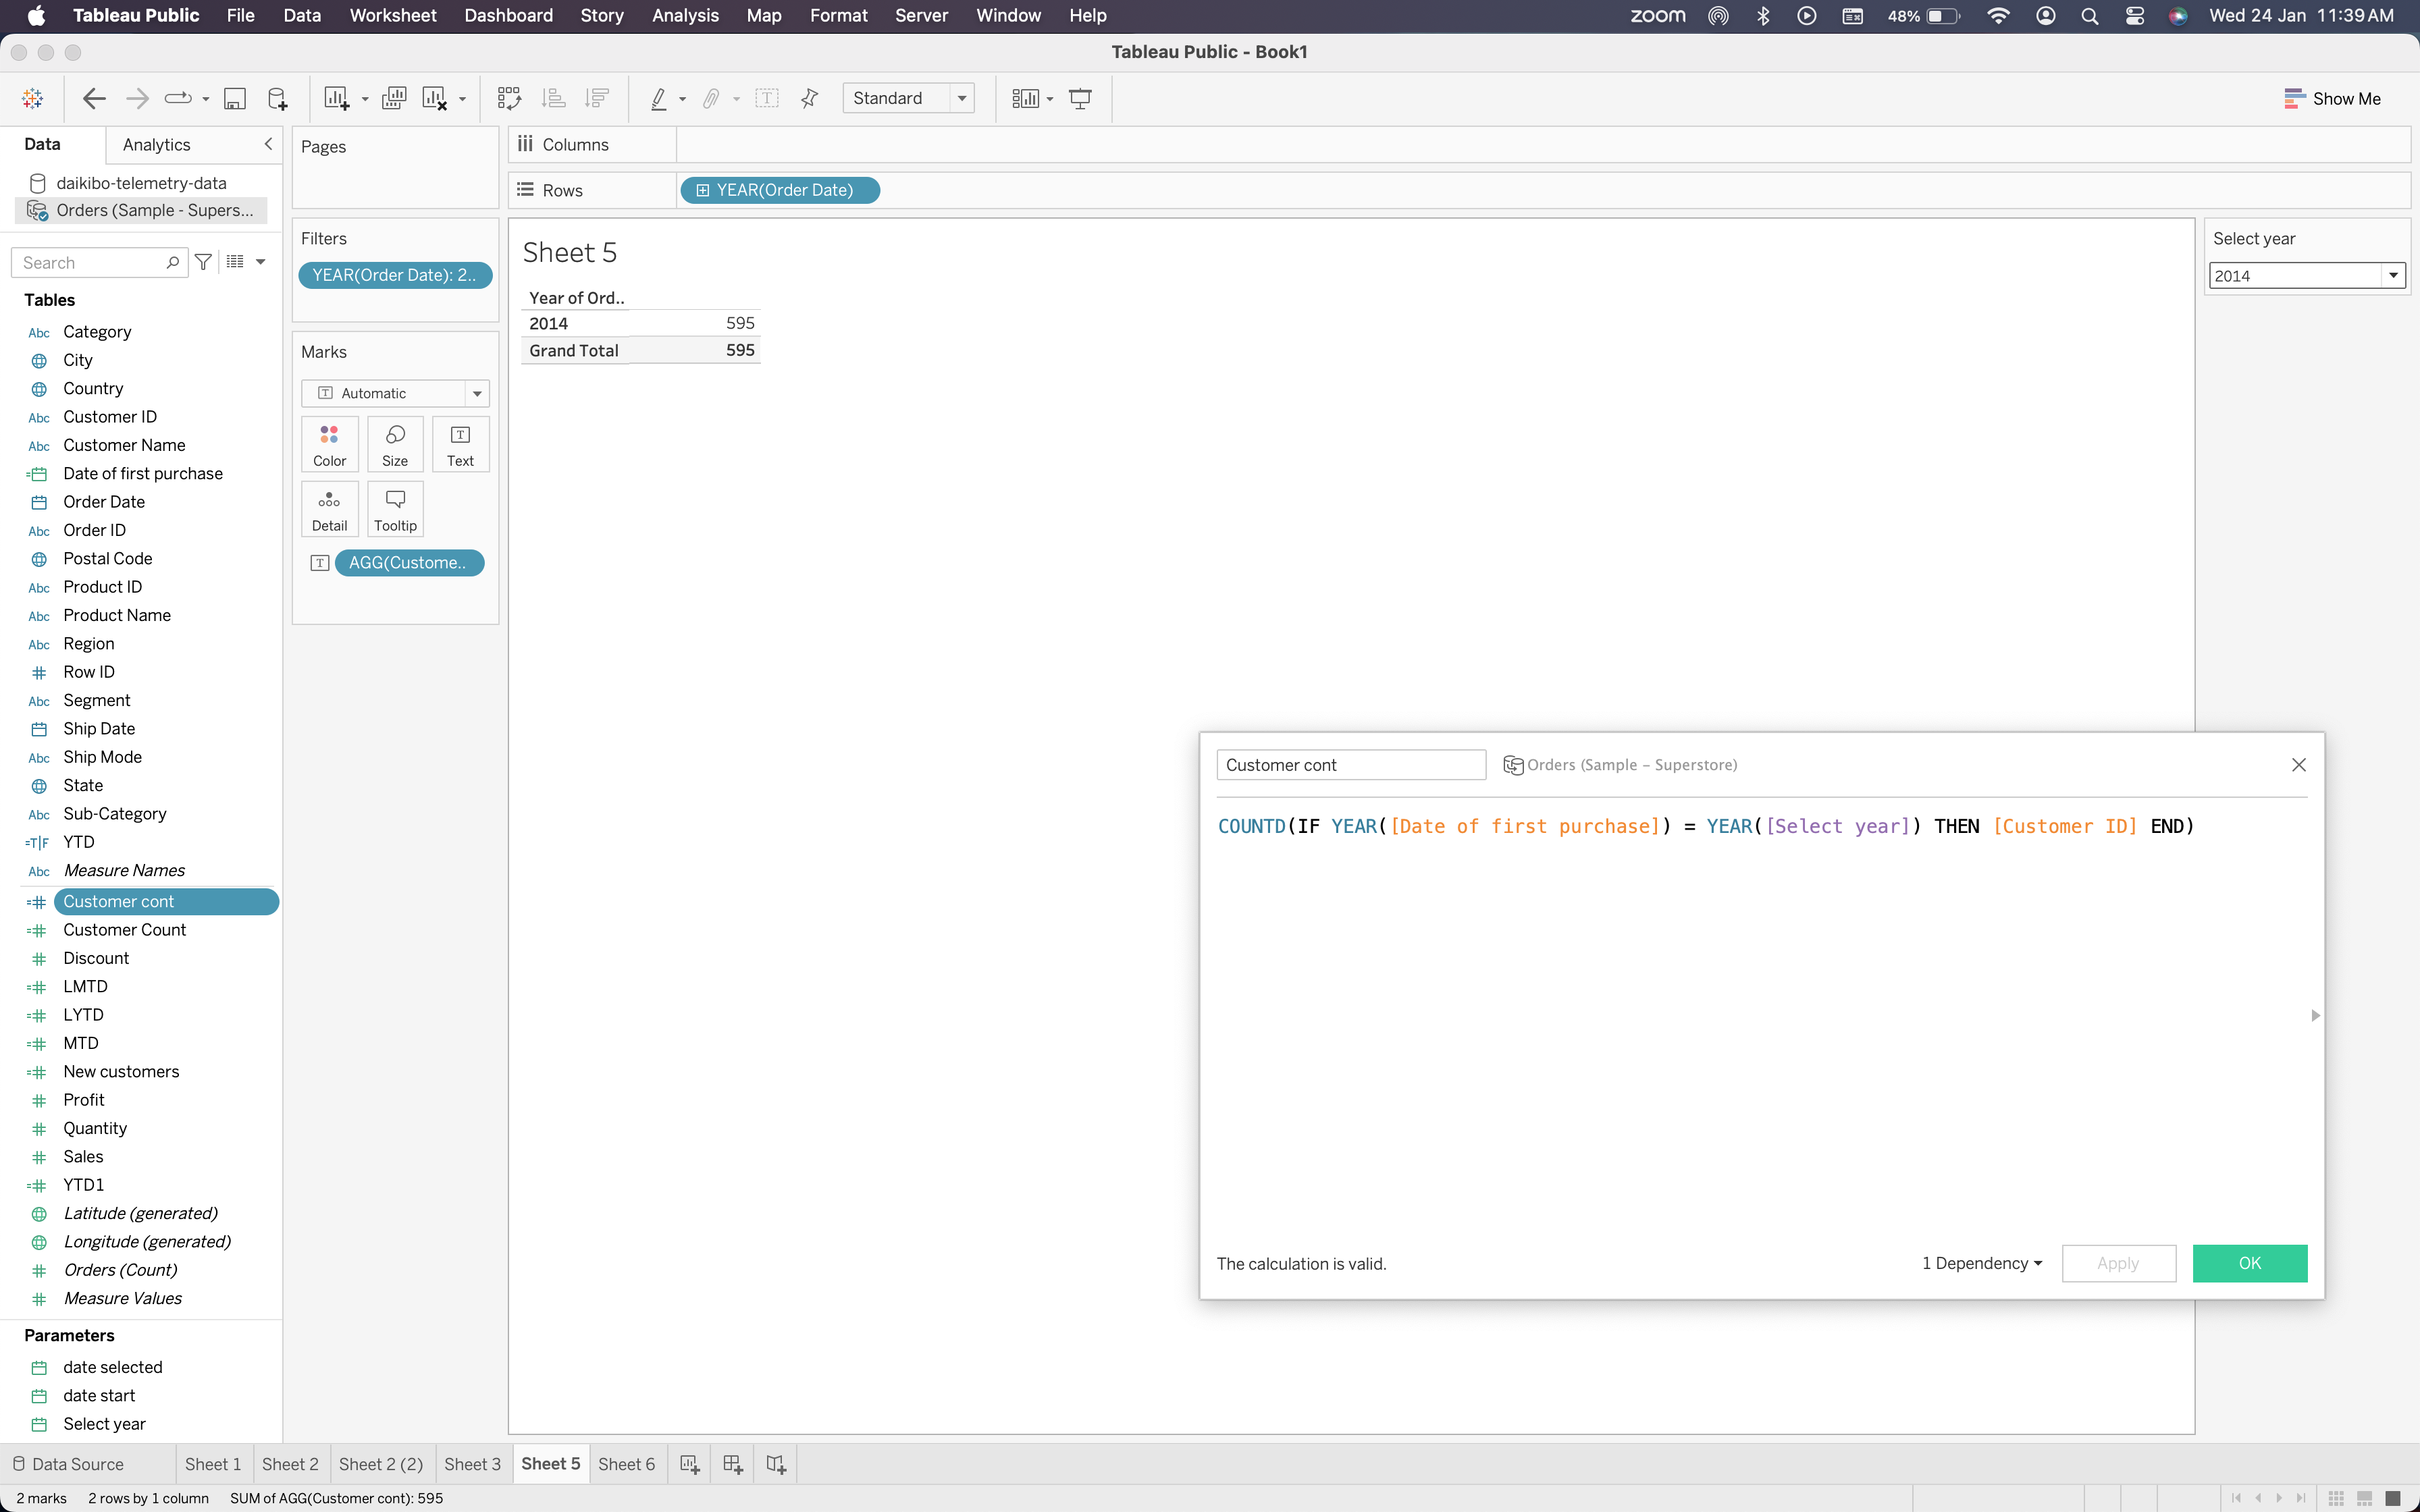 Tableau Public File Data Worksheet Dashboard Story Analysis Map Format Server Window Help zoom 48% Wed 24 Jan 11:39 AM
Tableau Public - Book1
Standard Show Me
Data Analytics
daikibo-telemetry-data
Orders (Sample - Supers...
Search
Tables
Abc Category
City
Country
Abc Customer ID
Abc Customer Name
Date of first purchase
Order Date
Abc Order ID
Postal Code
Abc Product ID
Abc Product Name
Abc Region
# Row ID
Abc Segment
Ship Date
Abc Ship Mode
State
Abc Sub-Category
=T|F YTD
Abc Measure Names
=# Customer cont
=# Customer Count
# Discount
=# LMTD
=# LYTD
=# MTD
=# New customers
# Profit
# Quantity
# Sales
=# YTD1
Latitude (generated)
Longitude (generated)
# Orders (Count)
# Measure Values
Parameters
date selected
date start
Select year
Pages
Filters
YEAR(Order Date): 2..
Marks
T Automatic
Color Size T Text
Detail Tooltip
T AGG(Custome..
Columns
Rows YEAR(Order Date)
Sheet 5
Year of Ord..
2014 595
Grand Total 595
Select year
2014
Customer cont Orders (Sample – Superstore)
COUNTD(IF YEAR([Date of first purchase]) = YEAR([Select year]) THEN [Customer ID] END)
The calculation is valid. 1 Dependency Apply OK
Data Source Sheet 1 Sheet 2 Sheet 2 (2) Sheet 3 Sheet 5 Sheet 6
2 marks 2 rows by 1 column SUM of AGG(Customer cont): 595